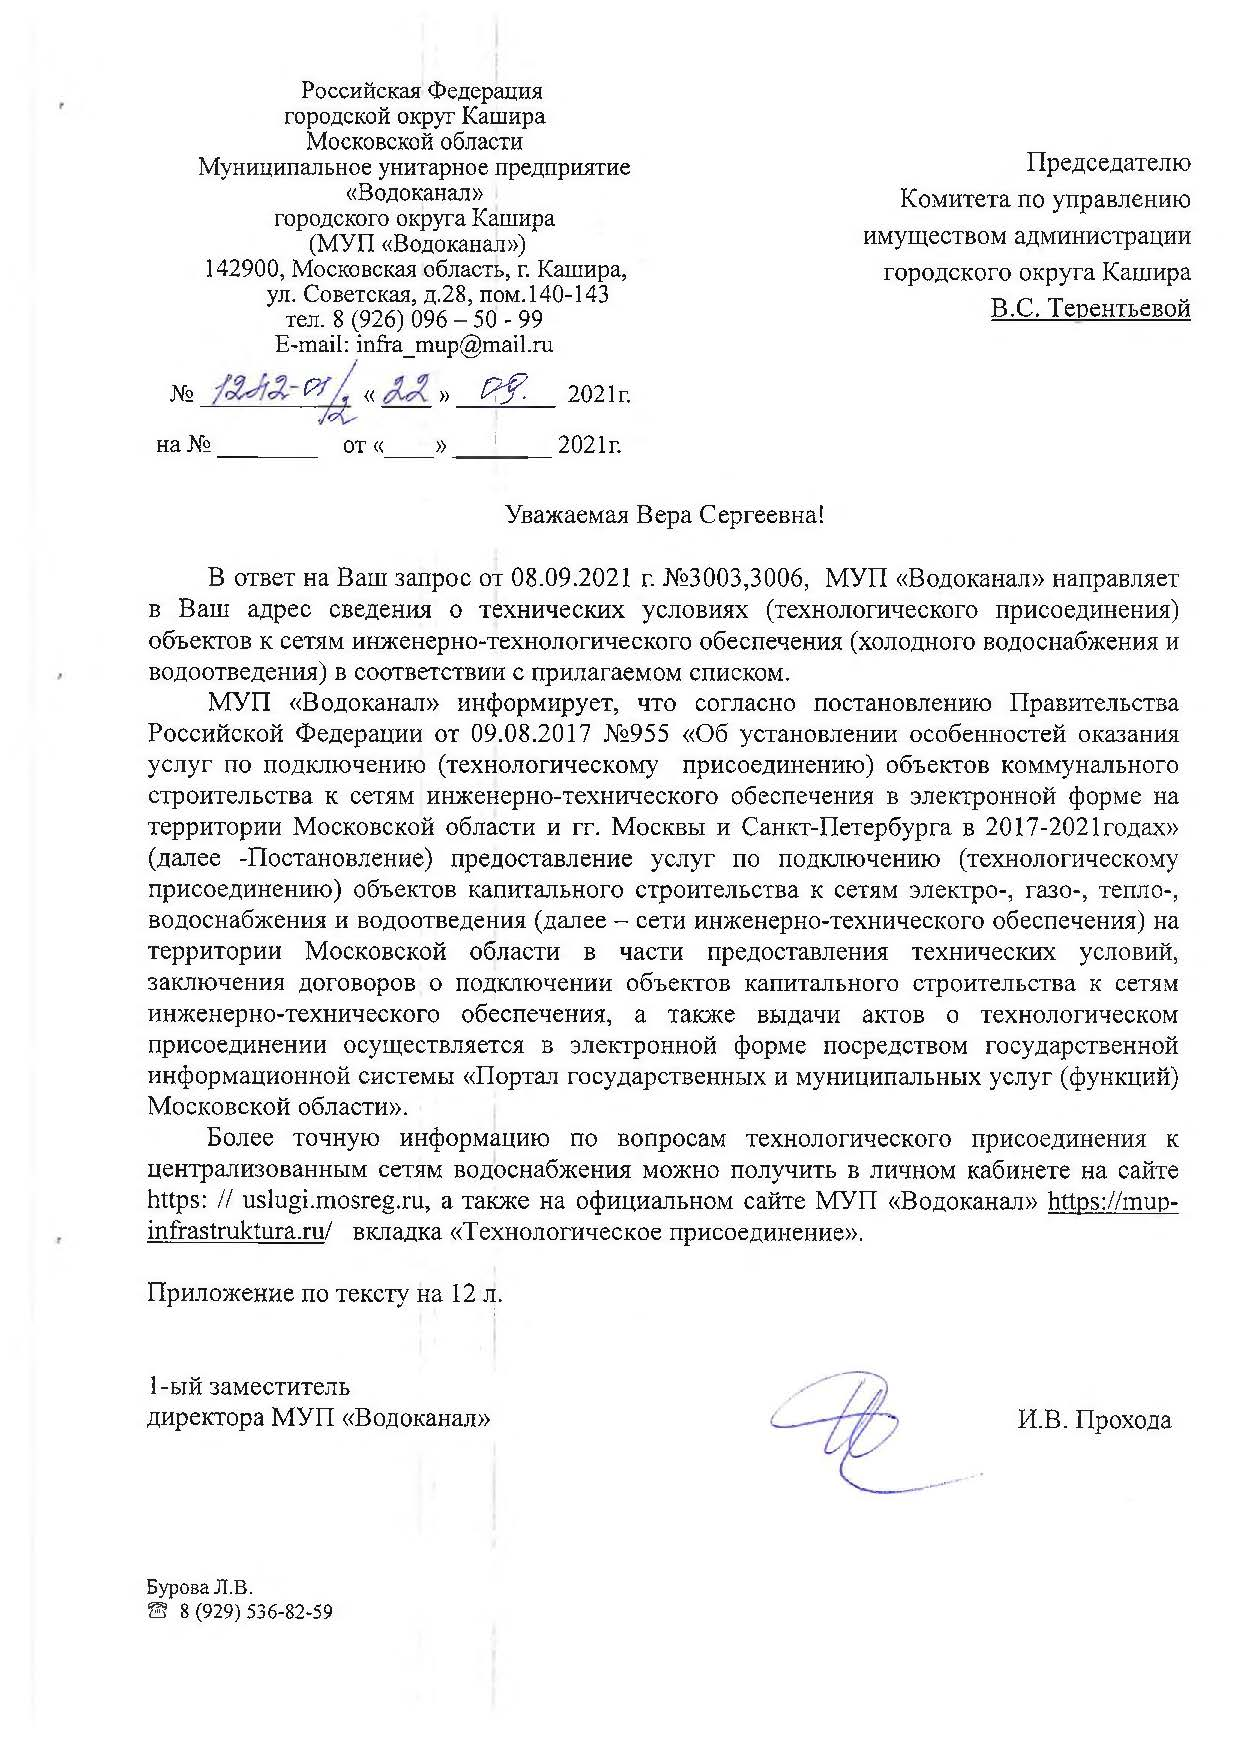 Российская Федерация
городской округ Кашира
Московской области
Муниципальное унитарное предприятие
«Водоканал»
городского округа Кашира
(МУП «Водоканал»)
142900, Московская область, г. Кашира,
ул. Советская, д.28, пом.140-143
тел. 8 (926) 096 – 50 - 99
E-mail: infra_mup@mail.ru
№ 1242-01/12 « 22 » 09. 2021г.
на № ________ от «____» ________ 2021г.
Председателю
Комитета по управлению
имуществом администрации
городского округа Кашира
В.С. Терентьевой
Уважаемая Вера Сергеевна!
В ответ на Ваш запрос от 08.09.2021 г. №3003,3006, МУП «Водоканал» направляет
в Ваш адрес сведения о технических условиях (технологического присоединения)
объектов к сетям инженерно-технологического обеспечения (холодного водоснабжения и
водоотведения) в соответствии с прилагаемом списком.
МУП «Водоканал» информирует, что согласно постановлению Правительства
Российской Федерации от 09.08.2017 №955 «Об установлении особенностей оказания
услуг по подключению (технологическому присоединению) объектов коммунального
строительства к сетям инженерно-технического обеспечения в электронной форме на
территории Московской области и гг. Москвы и Санкт-Петербурга в 2017-2021годах»
(далее -Постановление) предоставление услуг по подключению (технологическому
присоединению) объектов капитального строительства к сетям электро-, газо-, тепло-,
водоснабжения и водоотведения (далее – сети инженерно-технического обеспечения) на
территории Московской области в части предоставления технических условий,
заключения договоров о подключении объектов капитального строительства к сетям
инженерно-технического обеспечения, а также выдачи актов о технологическом
присоединении осуществляется в электронной форме посредством государственной
информационной системы «Портал государственных и муниципальных услуг (функций)
Московской области».
Более точную информацию по вопросам технологического присоединения к
централизованным сетям водоснабжения можно получить в личном кабинете на сайте
https: // uslugi.mosreg.ru, а также на официальном сайте МУП «Водоканал» https://mup-
infrastruktura.ru/ вкладка «Технологическое присоединение».
Приложение по тексту на 12 л.
1-ый заместитель
директора МУП «Водоканал» И.В. Прохода
Бурова Л.В.
☏ 8 (929) 536-82-59